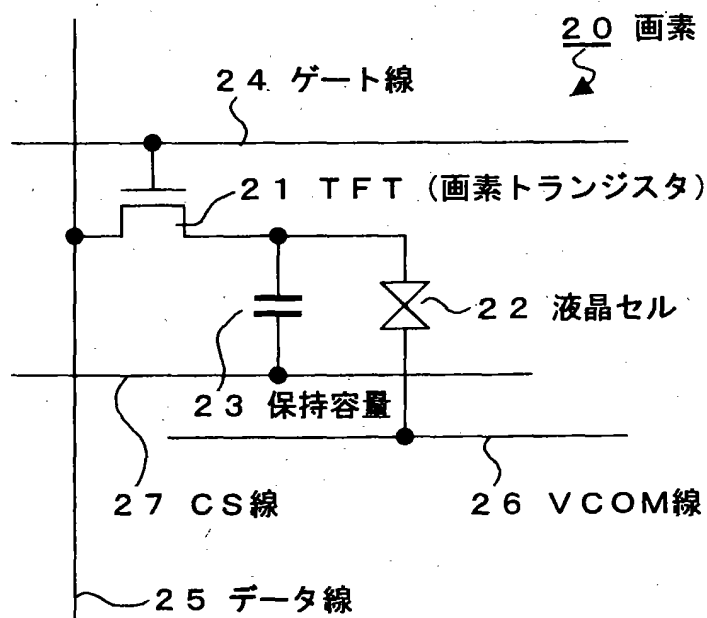 20 画素
24 ゲート線
21 TFT (画素トランジスタ)
22 液晶セル
23 保持容量
27 CS線
26 VCOM線
25 データ線